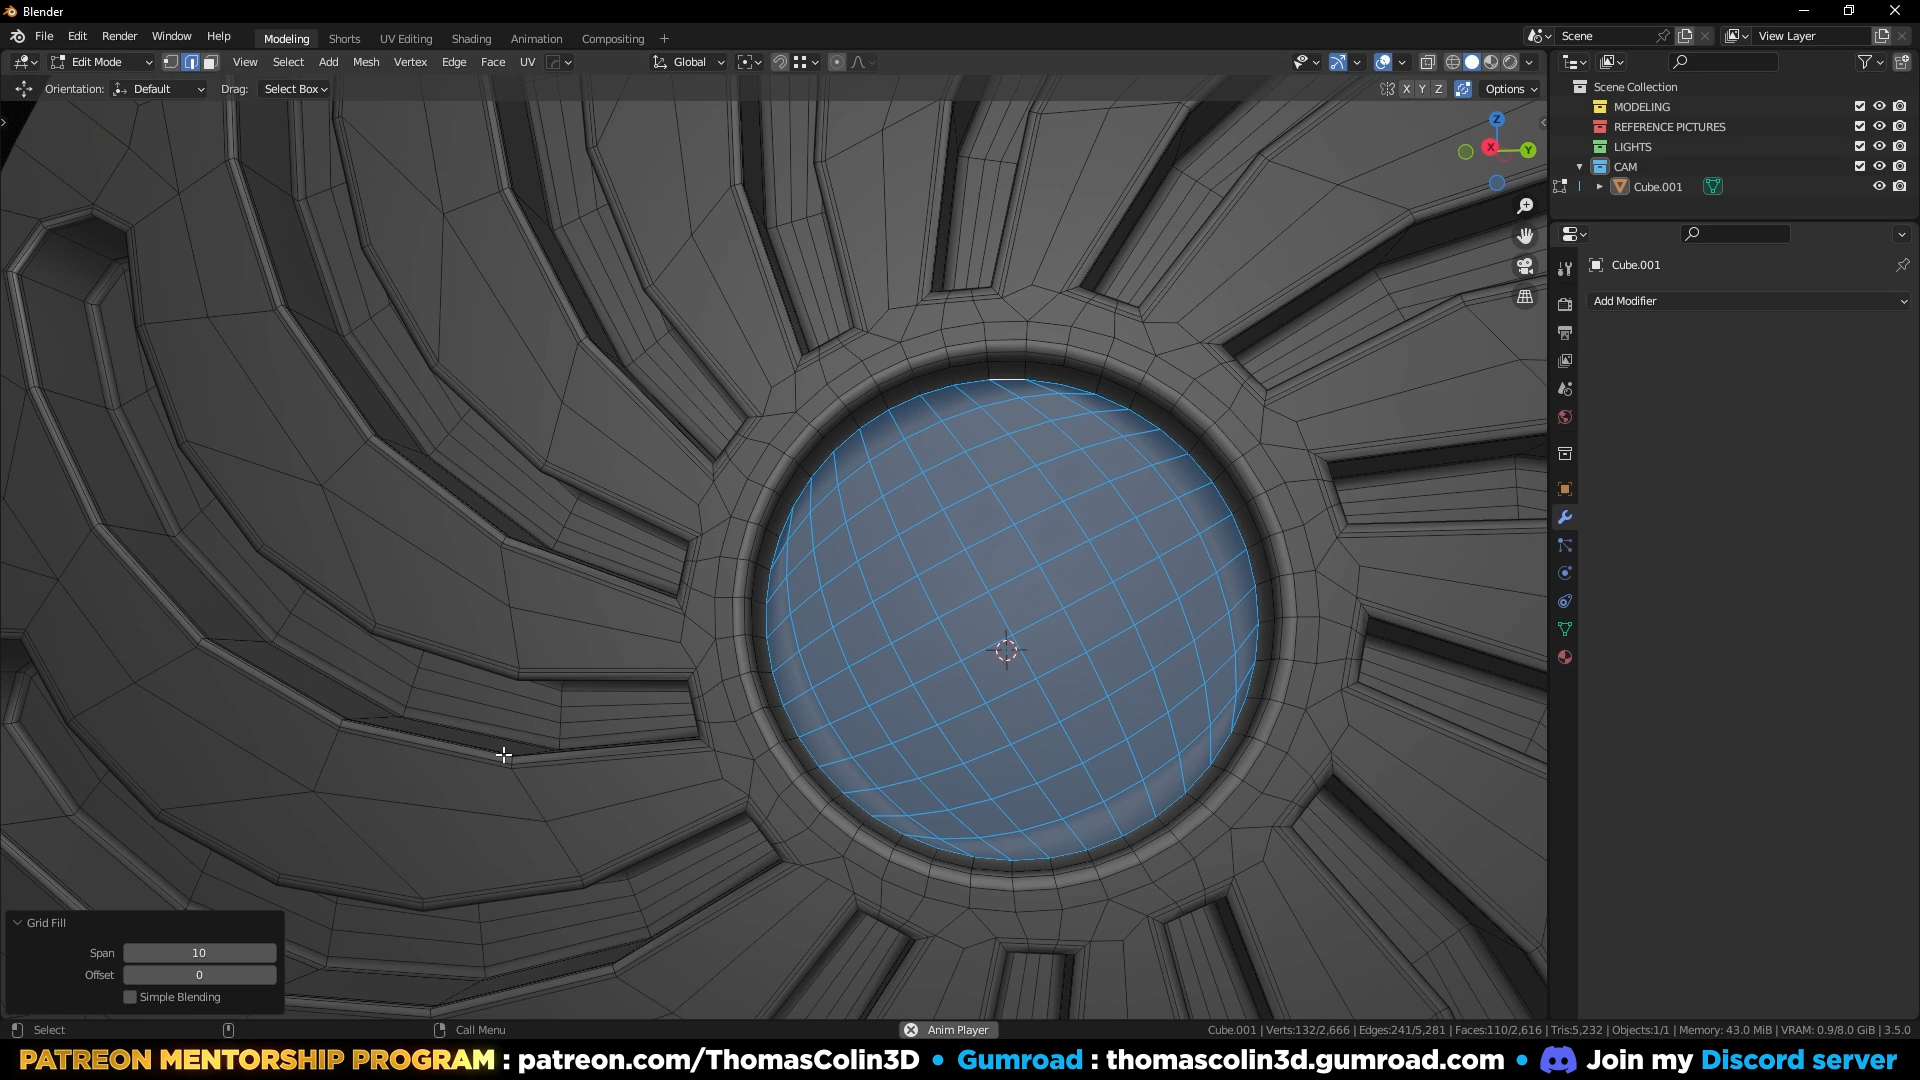 Blender
File Edit Render Window Help
Modeling Shorts UV Editing Shading Animation Compositing +
Scene
View Layer
Edit Mode
View Select Add Mesh Vertex Edge Face UV
Global
Orientation: Default Drag: Select Box
X Y Z Options
Z
X
Y
Scene Collection
MODELING
REFERENCE PICTURES
LIGHTS
CAM
Cube.001
Cube.001
Add Modifier
Grid Fill
Span 10
Offset 0
Simple Blending
Select
Call Menu
Anim Player
Cube.001 | Verts:132/2,666 | Edges:241/5,281 | Faces:110/2,616 | Tris:5,232 | Objects:1/1 | Memory: 43.0 MiB | VRAM: 0.9/8.0 GiB | 3.5.0
PATREON MENTORSHIP PROGRAM : patreon.com/ThomasColin3D • Gumroad : thomascolin3d.gumroad.com • Join my Discord server